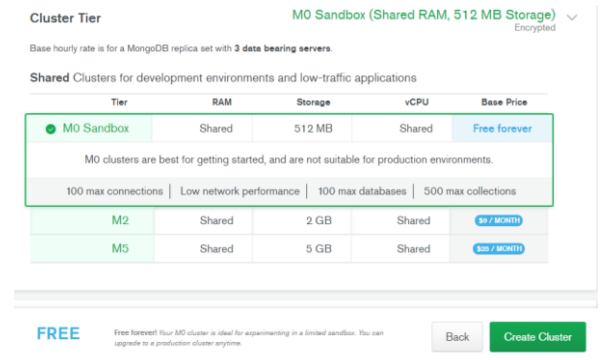 Cluster Tier
M0 Sandbox (Shared RAM, 512 MB Storage)
Encrypted
Base hourly rate is for a MongoDB replica set with 3 data bearing servers.
Shared Clusters for development environments and low-traffic applications
Tier RAM Storage vCPU Base Price
M0 Sandbox Shared 512 MB Shared Free forever
M0 clusters are best for getting started, and are not suitable for production environments.
100 max connections Low network performance 100 max databases 500 max collections
M2 Shared 2 GB Shared $9 / MONTH
M5 Shared 5 GB Shared $25 / MONTH
FREE
Free forever! Your M0 cluster is ideal for experimenting in a limited sandbox. You can
upgrade to a production cluster anytime.
Back Create Cluster